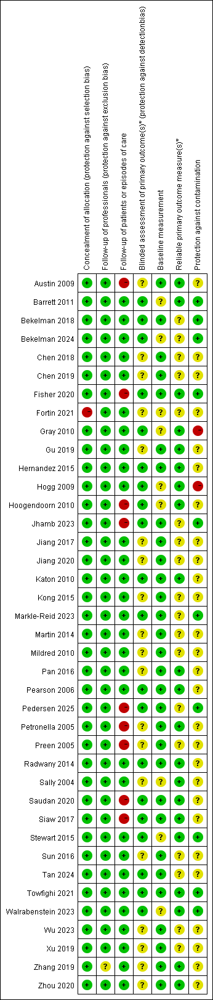 Concealment of allocation (protection against selection bias)
Follow-up of professionals (protection against exclusion bias)
Follow-up of patients or episodes of care
Blinded assessment of primary outcome(s)* (protection against detectionbias)
Baseline measurement
Reliable primary outcome measure(s)*
Protection against contamination
Austin 2009 + + - ? + + ?
Barrett 2011 + + + + ? + +
Bekelman 2018 + + + + + ? +
Bekelman 2024 + + + + ? ? +
Chen 2018 + + + ? + ? ?
Chen 2019 + + + ? + ? ?
Fisher 2020 + + - + + + +
Fortin 2021 - + + ? ? ? ?
Gray 2010 + + + + ? + -
Gu 2019 + + + ? + + ?
Hernandez 2015 + + + + + + ?
Hogg 2009 + + + + ? + -
Hoogendoorn 2010 + + - + ? + ?
Jhamb 2023 + + - + + ? +
Jiang 2017 + + + ? + ? ?
Jiang 2020 + + + ? + ? ?
Katon 2010 + + + + + + ?
Kong 2015 + + + ? + ? ?
Markle-Reid 2023 + + + + + ? +
Martin 2014 + + + ? + ? ?
Mildred 2010 + + + ? + ? ?
Pan 2016 + + + ? + + ?
Pearson 2006 + + + + + + ?
Pedersen 2025 + + - + + ? +
Petronella 2005 + + - ? + + ?
Preen 2005 + + - ? + ? ?
Radwany 2014 + + + + + + ?
Sally 2004 + + + ? ? + ?
Saudan 2020 + + - + + + ?
Siaw 2017 + + - + + + ?
Stewart 2015 + + + + ? + +
Sun 2016 + + + ? + ? ?
Tan 2024 + + + + + ? ?
Towfighi 2021 + + + + + + +
Walrabenstein 2023 + + + + ? + +
Wu 2023 + + + ? + ? ?
Xu 2019 + + + ? + ? ?
Zhang 2019 + ? + ? + + ?
Zhou 2020 + + + ? + + ?